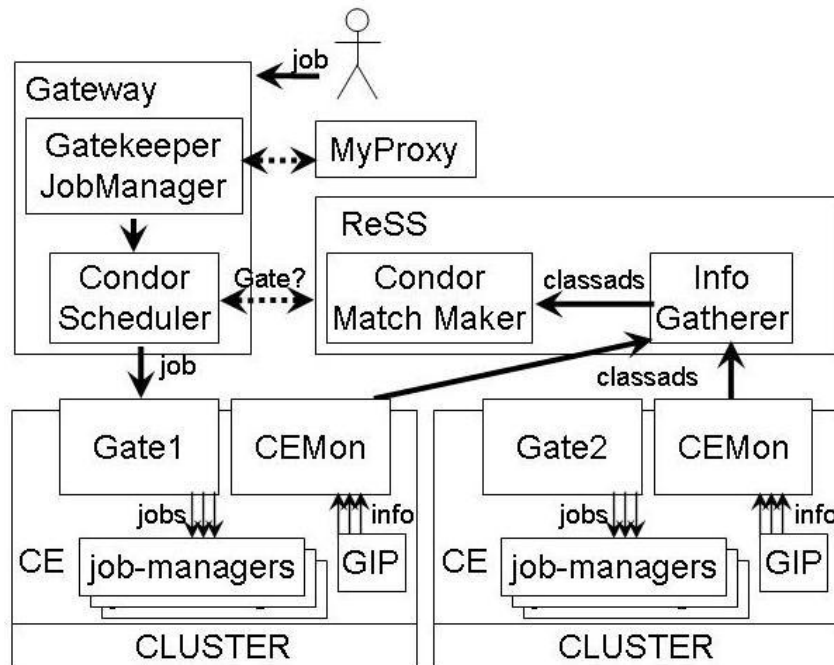 job
Gateway
Gatekeeper
JobManager
MyProxy
ReSS
Condor
Scheduler
Gate?
Condor
Match Maker
classads
Info
Gatherer
job
classads
Gate1
CEMon
Gate2
CEMon
jobs
info
jobs
info
CE
job-managers
GIP
CE
job-managers
GIP
CLUSTER
CLUSTER